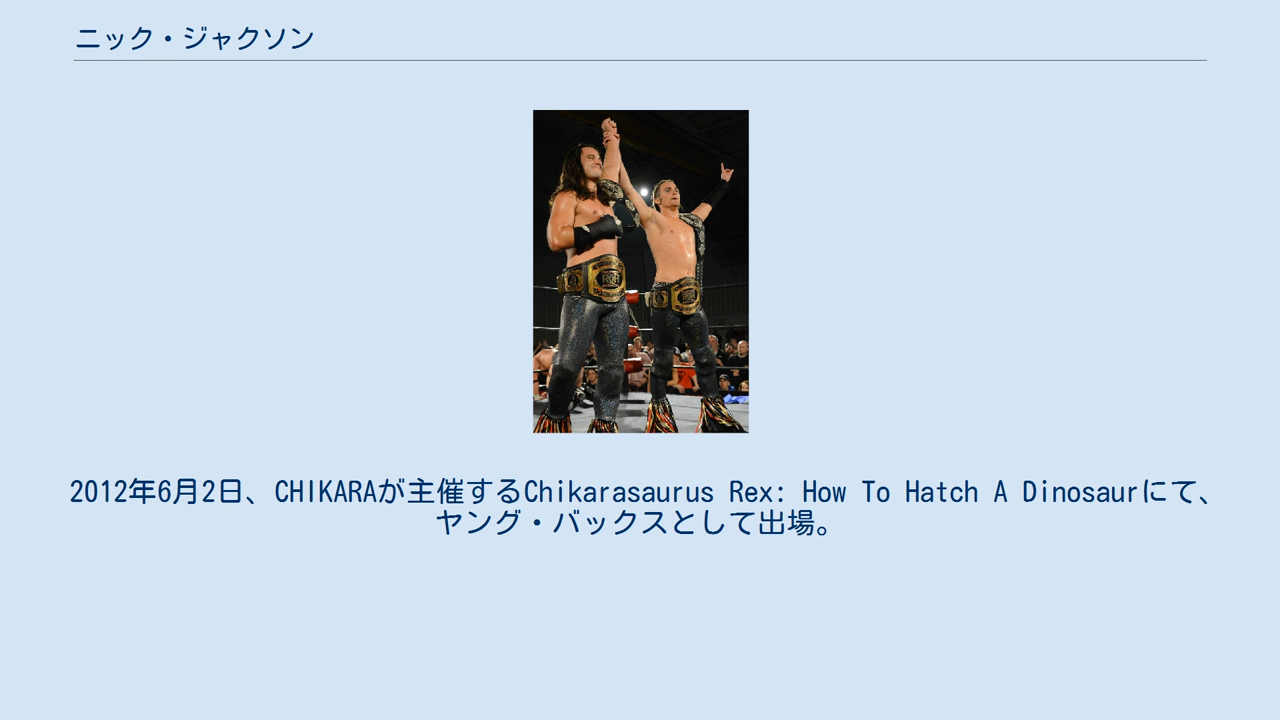 ニック・ジャクソン
2012年6月2日、CHIKARAが主催するChikarasaurus Rex: How To Hatch A Dinosaurにて、
ヤング・バックスとして出場。